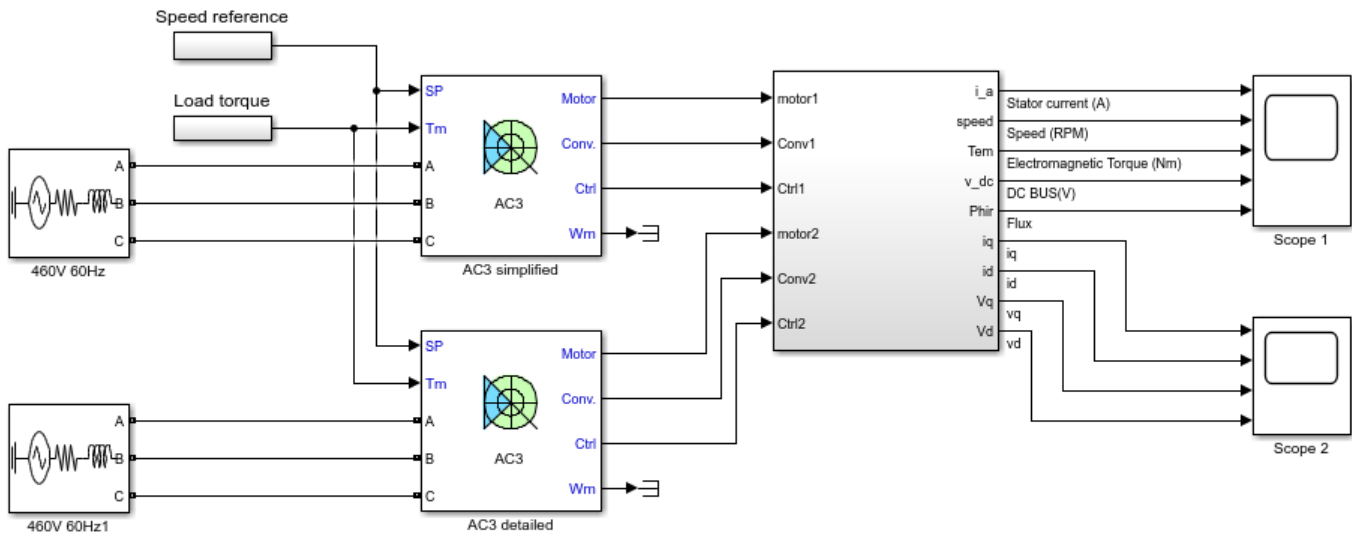 Speed reference
Load torque
A
B
C
460V 60Hz
SP
Tm
A
B
C
Motor
Conv.
Ctrl
Wm
AC3
AC3 simplified
A
B
C
460V 60Hz1
SP
Tm
A
B
C
Motor
Conv.
Ctrl
Wm
AC3
AC3 detailed
motor1
Conv1
Ctrl1
motor2
Conv2
Ctrl2
i_a
speed
Tem
v_dc
Phir
iq
id
Vq
Vd
Stator current (A)
Speed (RPM)
Electromagnetic Torque (Nm)
DC BUS(V)
Flux
iq
id
vq
vd
Scope 1
Scope 2